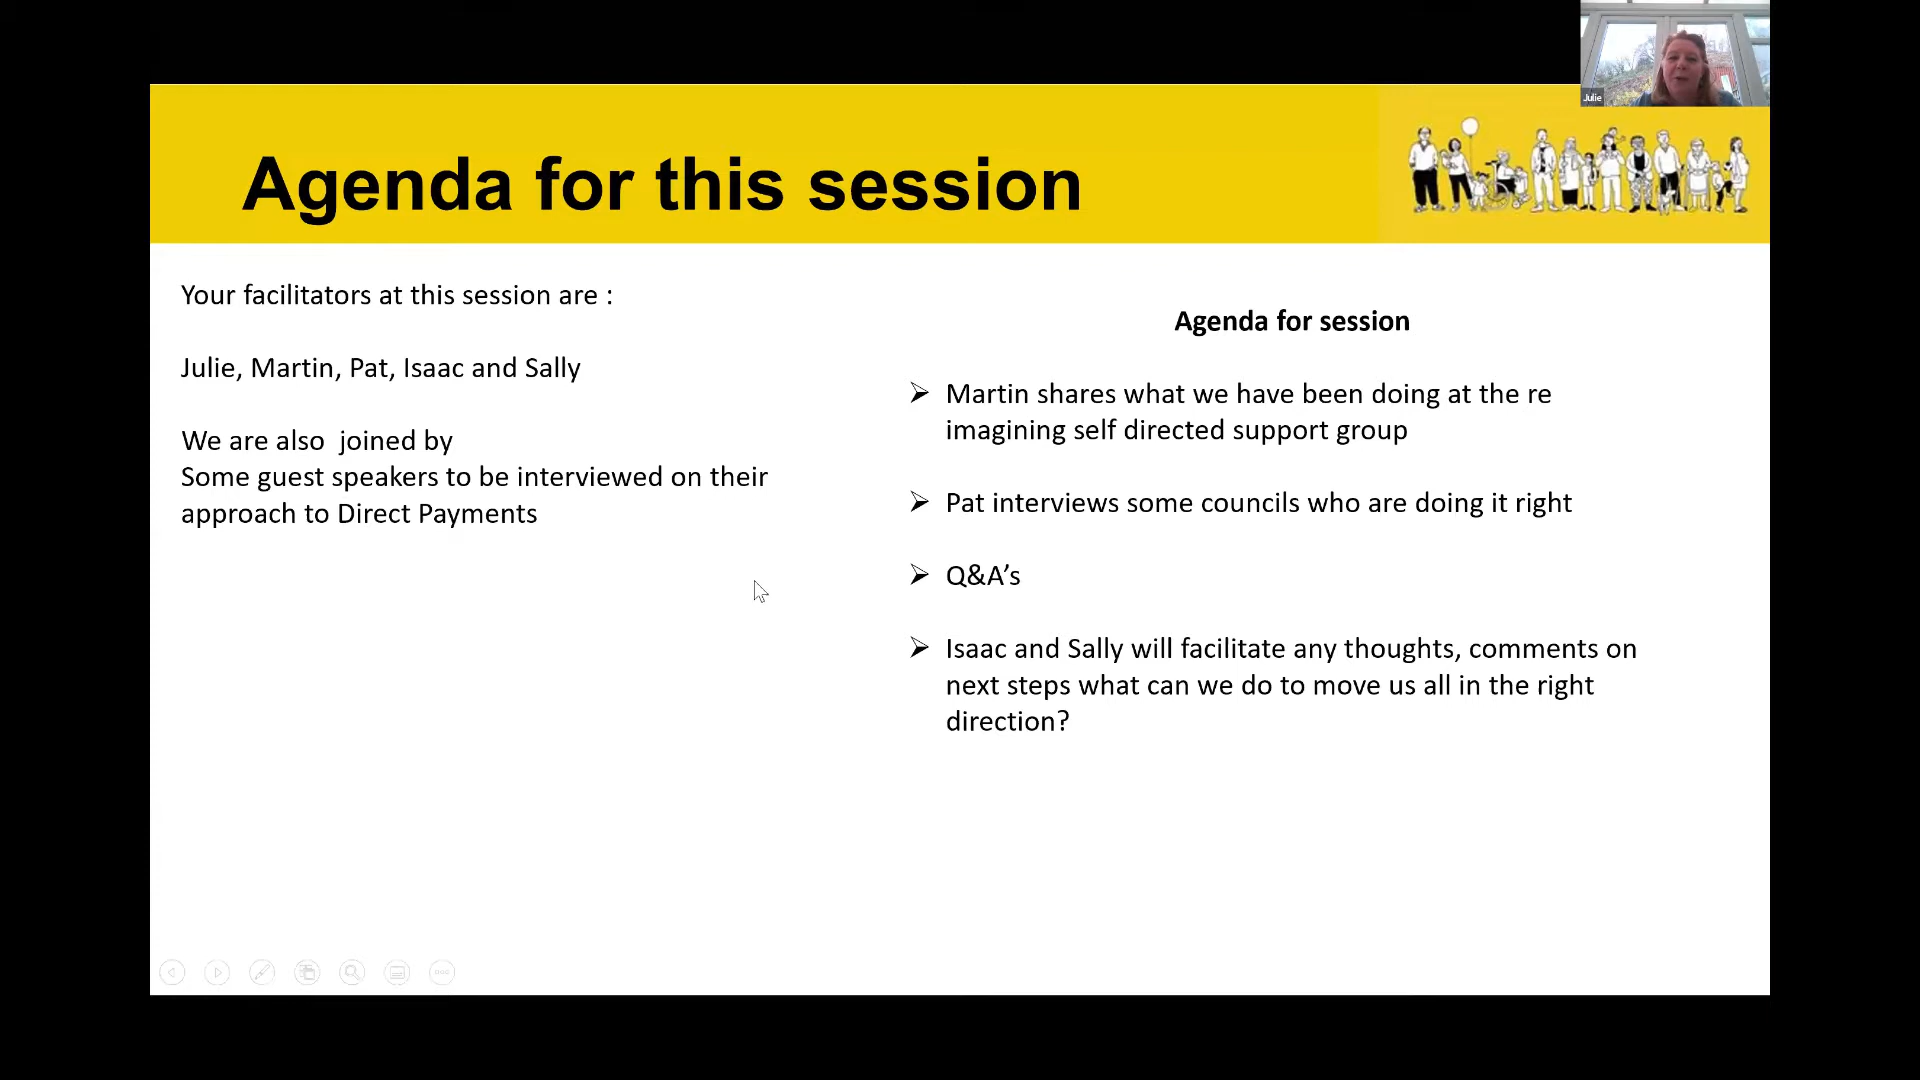 Julie
Agenda for this session
Your facilitators at this session are :
Julie, Martin, Pat, Isaac and Sally
We are also  joined by
Some guest speakers to be interviewed on their
approach to Direct Payments
Agenda for session
Martin shares what we have been doing at the re
imagining self directed support group
Pat interviews some councils who are doing it right
Q&A’s
Isaac and Sally will facilitate any thoughts, comments on
next steps what can we do to move us all in the right
direction?